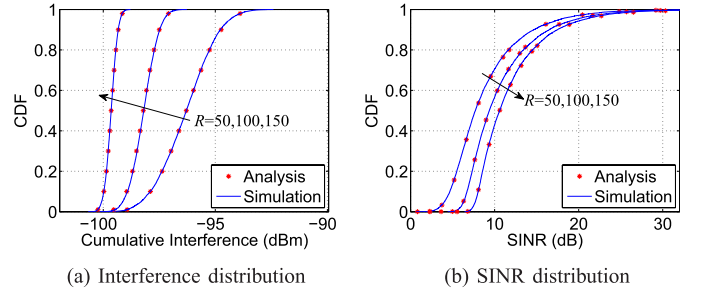 1
0.8
0.6
0.4
0.2
0
CDF
R=50,100,150
Analysis
Simulation
−100
−95
−90
Cumulative Interference (dBm)
(a) Interference distribution
1
0.8
0.6
0.4
0.2
0
CDF
R=50,100,150
Analysis
Simulation
0
10
20
30
SINR (dB)
(b) SINR distribution